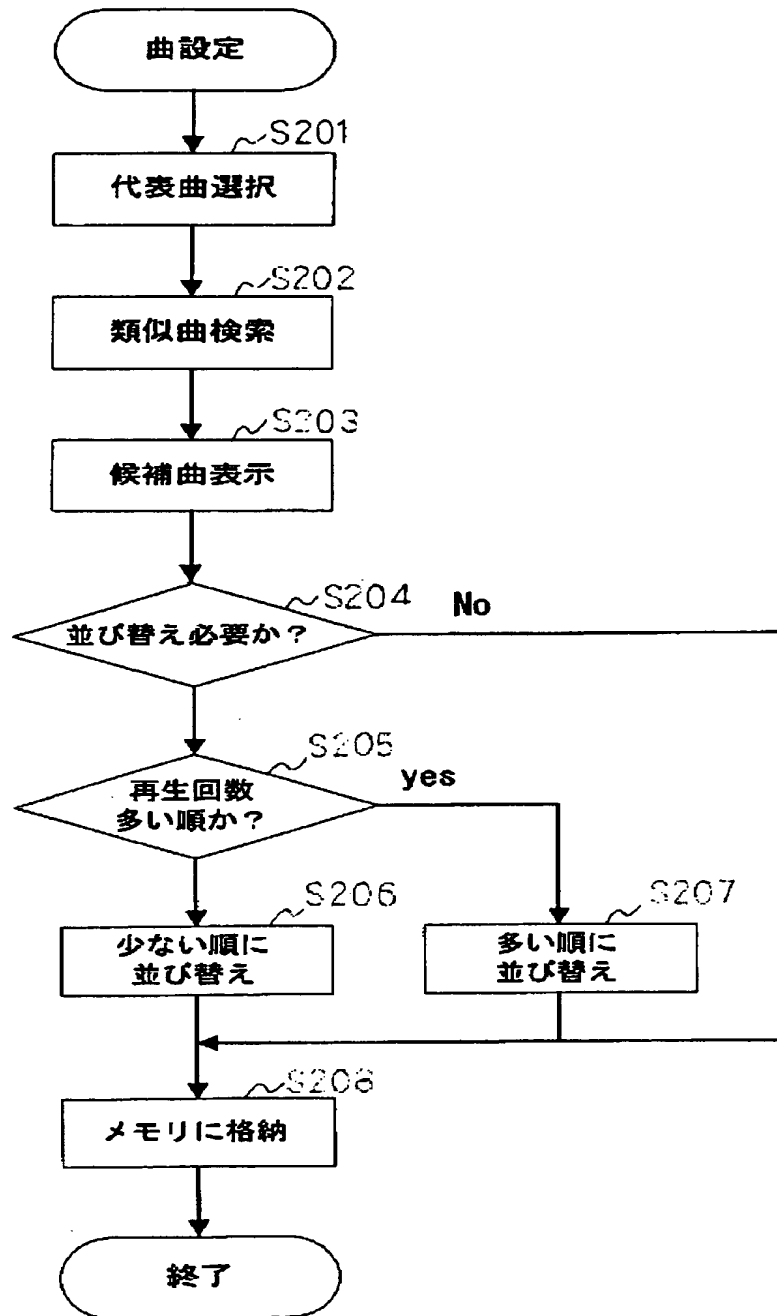 曲設定
S201
代表曲選択
S202
類似曲検索
S203
候補曲表示
S204
No
並び替え必要か？
S205
yes
再生回数
多い順か？
S206
少ない順に
並び替え
S207
多い順に
並び替え
S208
メモリに格納
終了